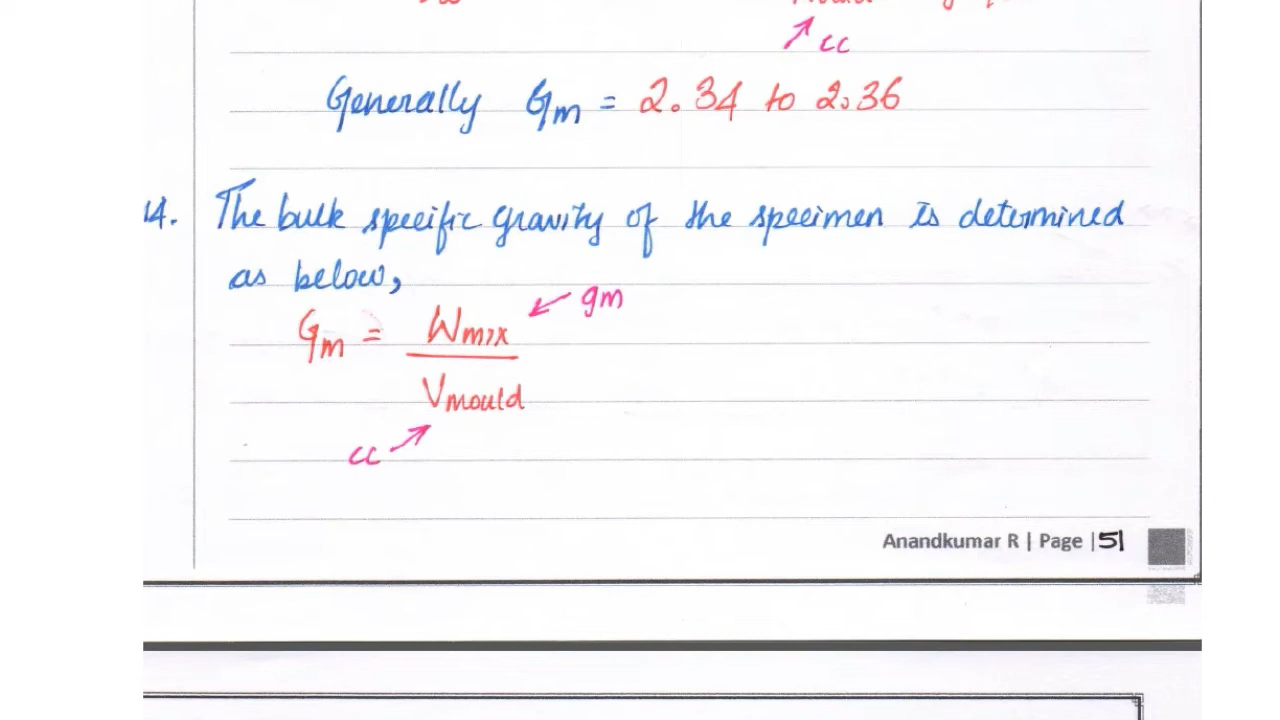 cc
Generally Gm = 2.34 to 2.36
14. The bulk specific gravity of the specimen is determined
as below,
Gm = Wmix ← gm
Vmould
cc
Anandkumar R | Page | 51